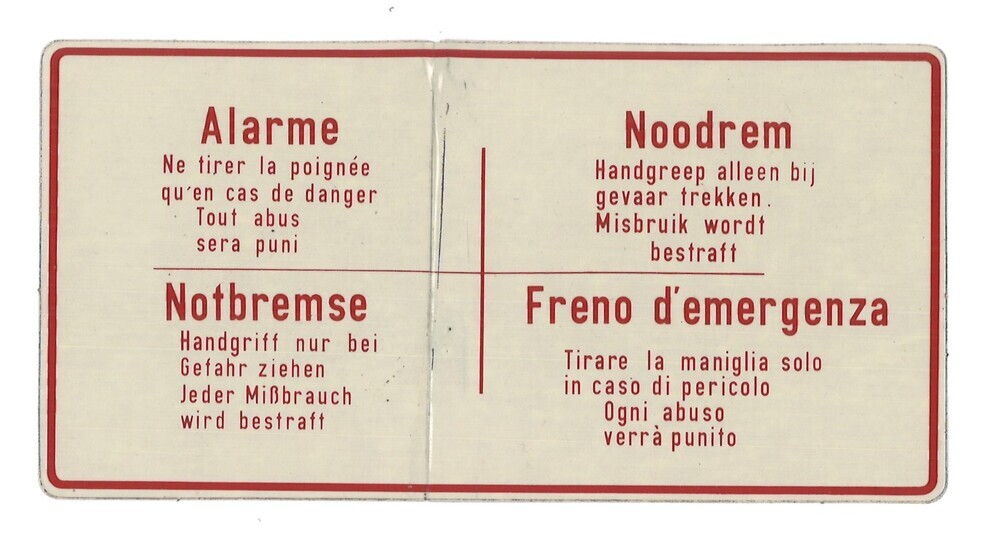 Alarme
Ne tirer la poignée
qu'en cas de danger
Tout abus
sera puni
Noodrem
Handgreep alleen bij
gevaar trekken.
Misbruik wordt
bestraft
Notbremse
Handgriff nur bei
Gefahr ziehen
Jeder Mißbrauch
wird bestraft
Freno d'emergenza
Tirare la maniglia solo
in caso di pericolo
Ogni abuso
verrà punito